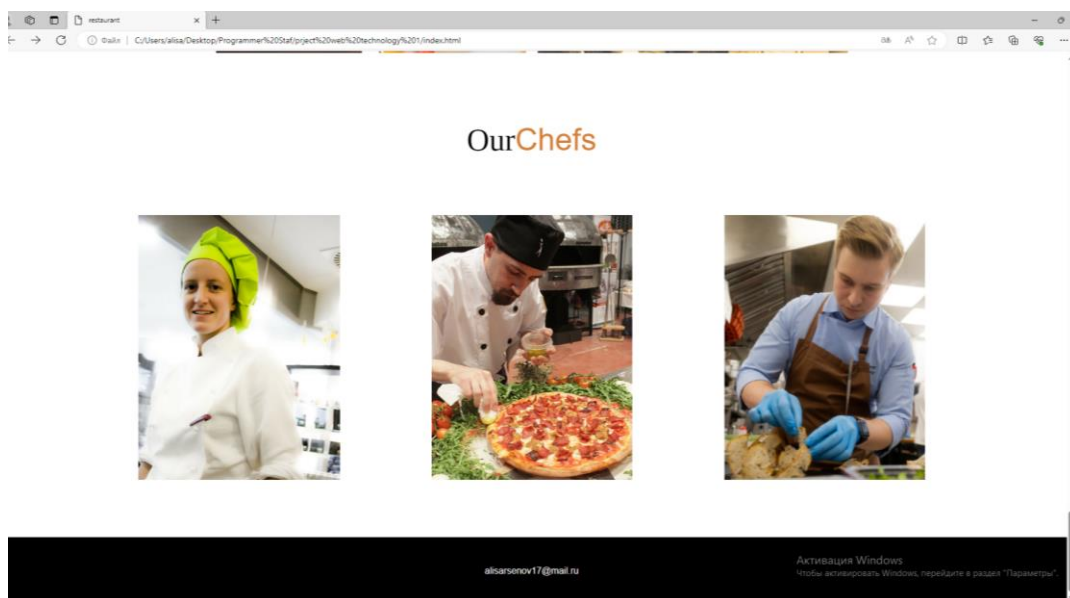 restaurant
Файл
C:/Users/alisa/Desktop/Programmer%20Staf/prject%20web%20technology%201/index.html
OurChefs
alisarsenov17@mail.ru
Активация Windows
Чтобы активировать Windows, перейдите в раздел "Параметры".